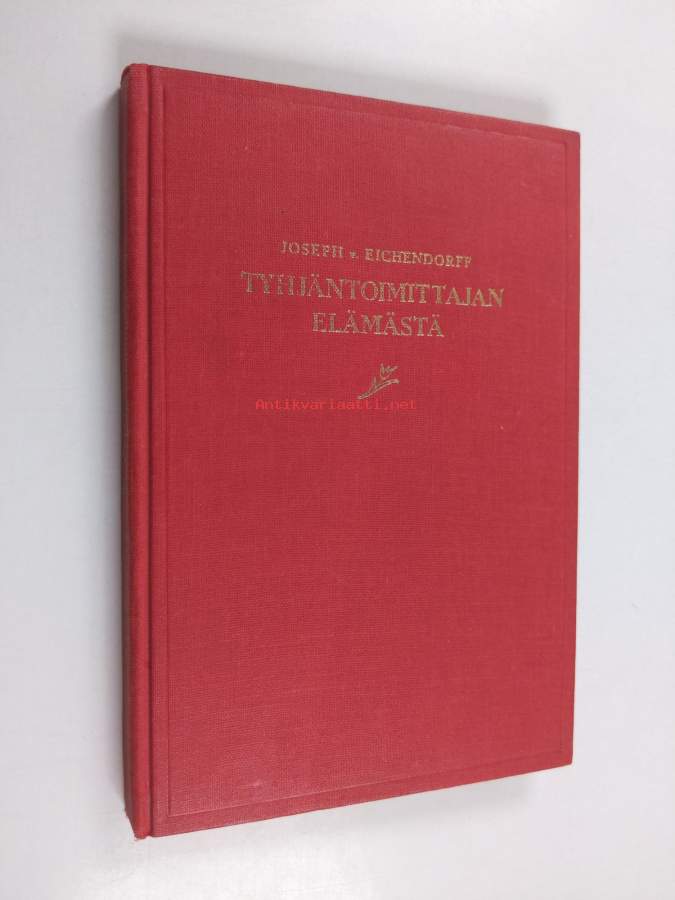 JOSEPH v. EICHENDORFF
TYHJÄNTOIMITTAJAN
ELÄMÄSTÄ
Antikvariaatti.net